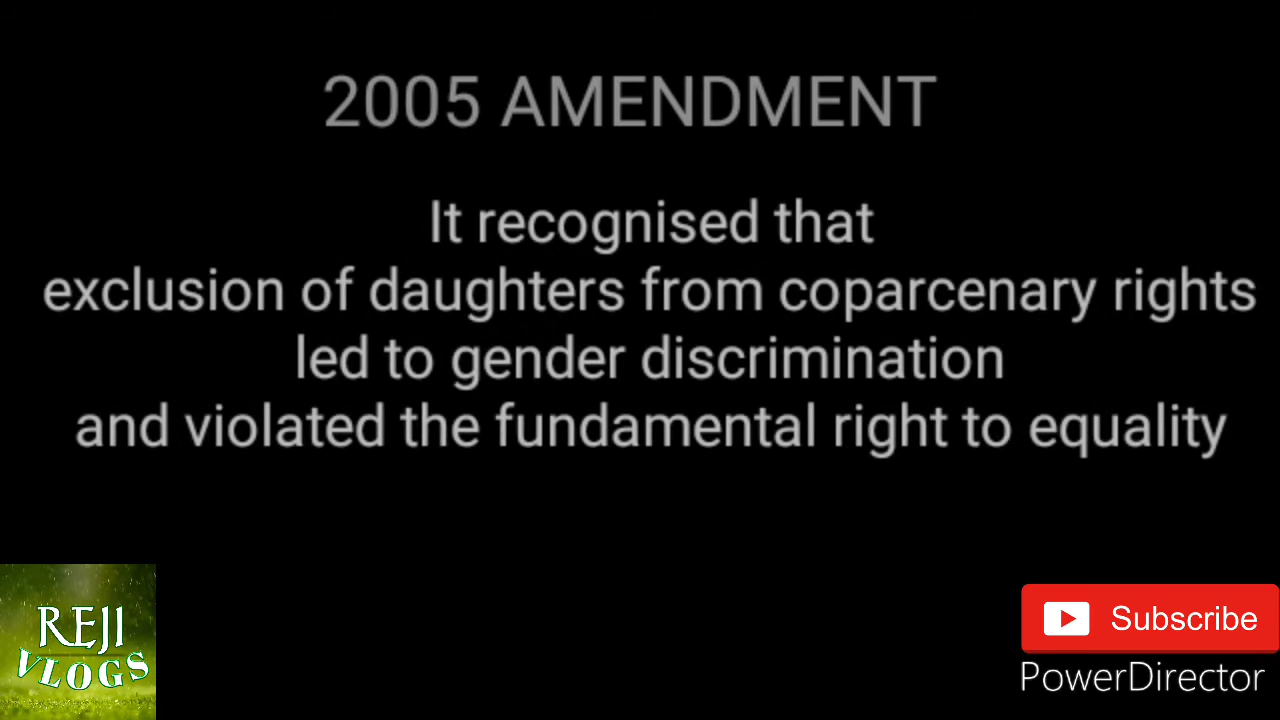 2005 AMENDMENT
It recognised that
exclusion of daughters from coparcenary rights
led to gender discrimination
and violated the fundamental right to equality
REJI
VLOGS
Subscribe
PowerDirector